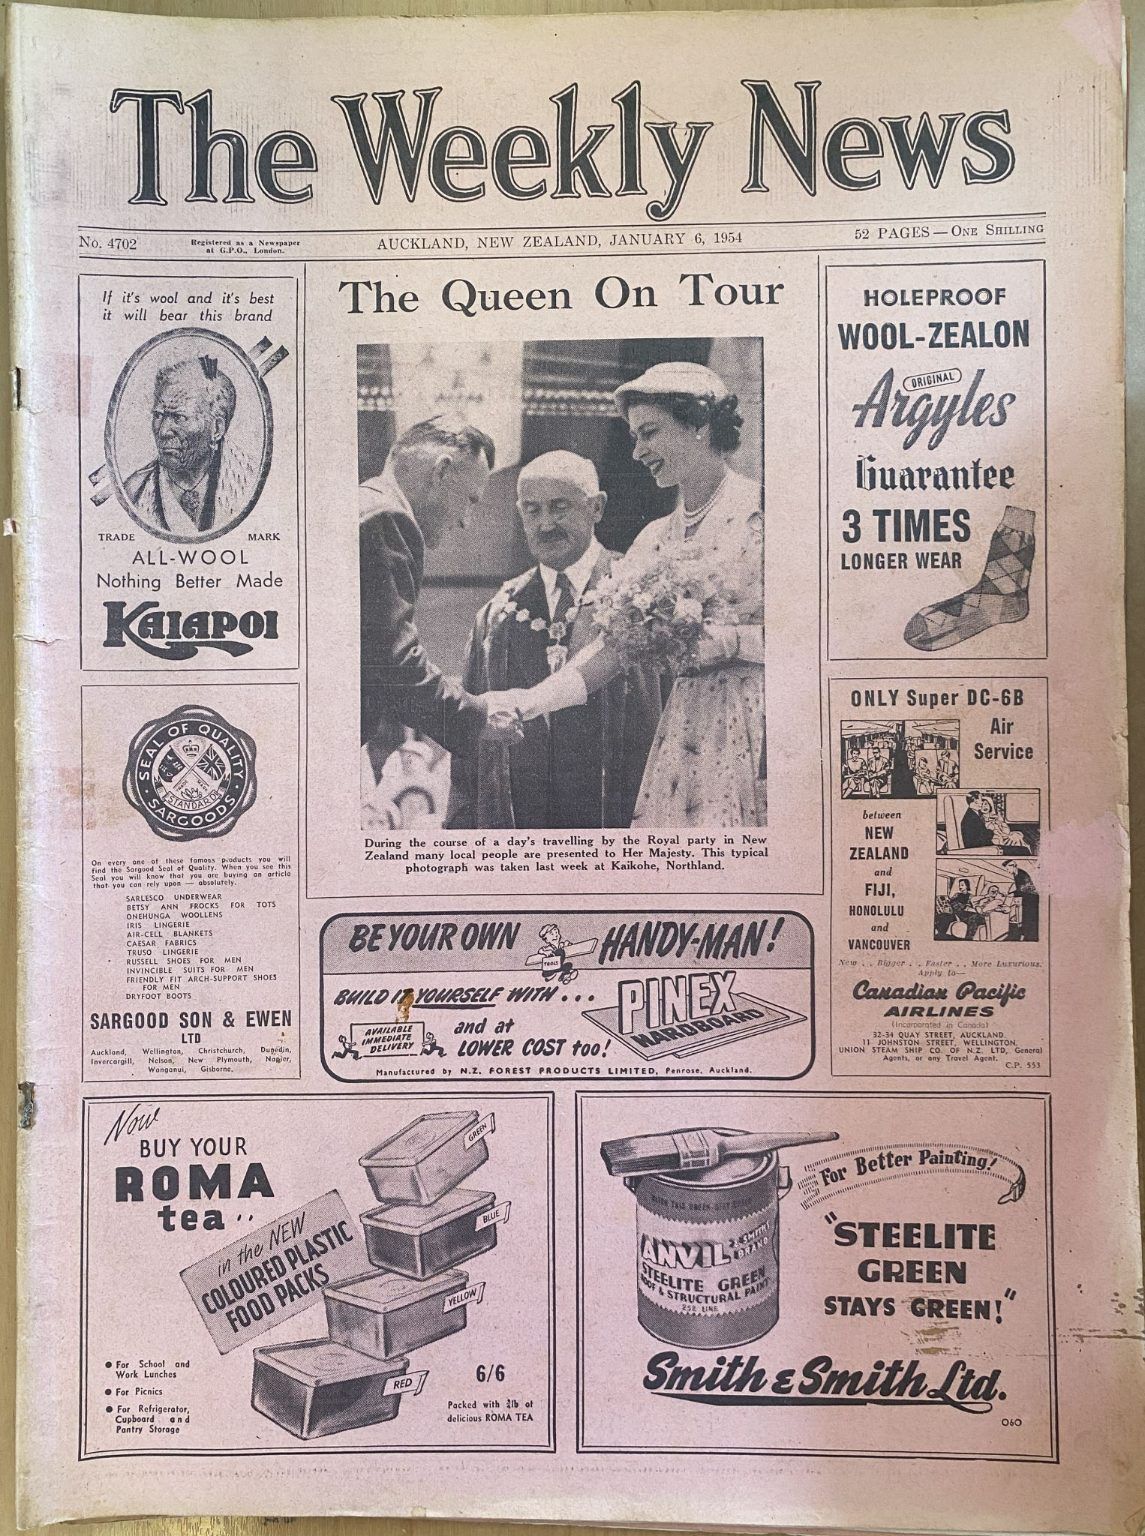 The Weekly News
No. 4702
Registered as a Newspaper
at G.P.O., London.
AUCKLAND, NEW ZEALAND, JANUARY 6, 1954
52 PAGES — ONE SHILLING
If it's wool and it's best
it will bear this brand
TRADE MARK
ALL-WOOL
Nothing Better Made
KAIAPOI
SEAL OF QUALITY
STANDARD
SARGOODS
On every one of these famous products you will
find the Sargood Seal of Quality. When you see this
Seal you will know that you are buying an article
that you can rely upon — absolutely.
SARLESCO UNDERWEAR
BETSY ANN FROCKS FOR TOTS
ONEHUNGA WOOLLENS
IRIS LINGERIE
AIR-CELL BLANKETS
CAESAR FABRICS
TRUSO LINGERIE
RUSSELL SHOES FOR MEN
INVINCIBLE SUITS FOR MEN
FRIENDLY FIT ARCH-SUPPORT SHOES
FOR MEN
DRYFOOT BOOTS
SARGOOD SON & EWEN
LTD
Auckland, Wellington, Christchurch, Dunedin,
Invercargill, Nelson, New Plymouth, Napier,
Wanganui, Gisborne.
The Queen On Tour
During the course of a day's travelling by the Royal party in New
Zealand many local people are presented to Her Majesty. This typical
photograph was taken last week at Kaikohe, Northland.
BE YOUR OWN HANDY-MAN!
TOOLS
BUILD IT YOURSELF WITH . . .
PINEX
HARDBOARD
AVAILABLE
IMMEDIATE
DELIVERY
and at
LOWER COST too!
Manufactured by N.Z. FOREST PRODUCTS LIMITED, Penrose, Auckland.
HOLEPROOF
WOOL-ZEALON
ORIGINAL
Argyles
Guarantee
3 TIMES
LONGER WEAR
ONLY Super DC-6B
Air
Service
between
NEW
ZEALAND
and
FIJI,
HONOLULU
and
VANCOUVER
New . . Bigger . . Faster . . More Luxurious.
Apply to—
Canadian Pacific
AIRLINES
(Incorporated in Canada)
32-34 QUAY STREET, AUCKLAND.
11 JOHNSTON STREET, WELLINGTON.
UNION STEAM SHIP CO. OF N.Z. LTD, General
Agents, or any Travel Agent.
C.P. 553
Now
BUY YOUR
ROMA
tea . .
in the NEW
COLOURED PLASTIC
FOOD PACKS
GREEN
BLUE
YELLOW
RED
● For School and
Work Lunches
● For Picnics
● For Refrigerator,
Cupboard and
Pantry Storage
6/6
Packed with ¾lb of
delicious ROMA TEA
For Better Painting!
ANVIL
BRAND
STEELITE GREEN
ROOF & STRUCTURAL PAINT
"STEELITE
GREEN
STAYS GREEN!"
Smith & Smith Ltd.
060